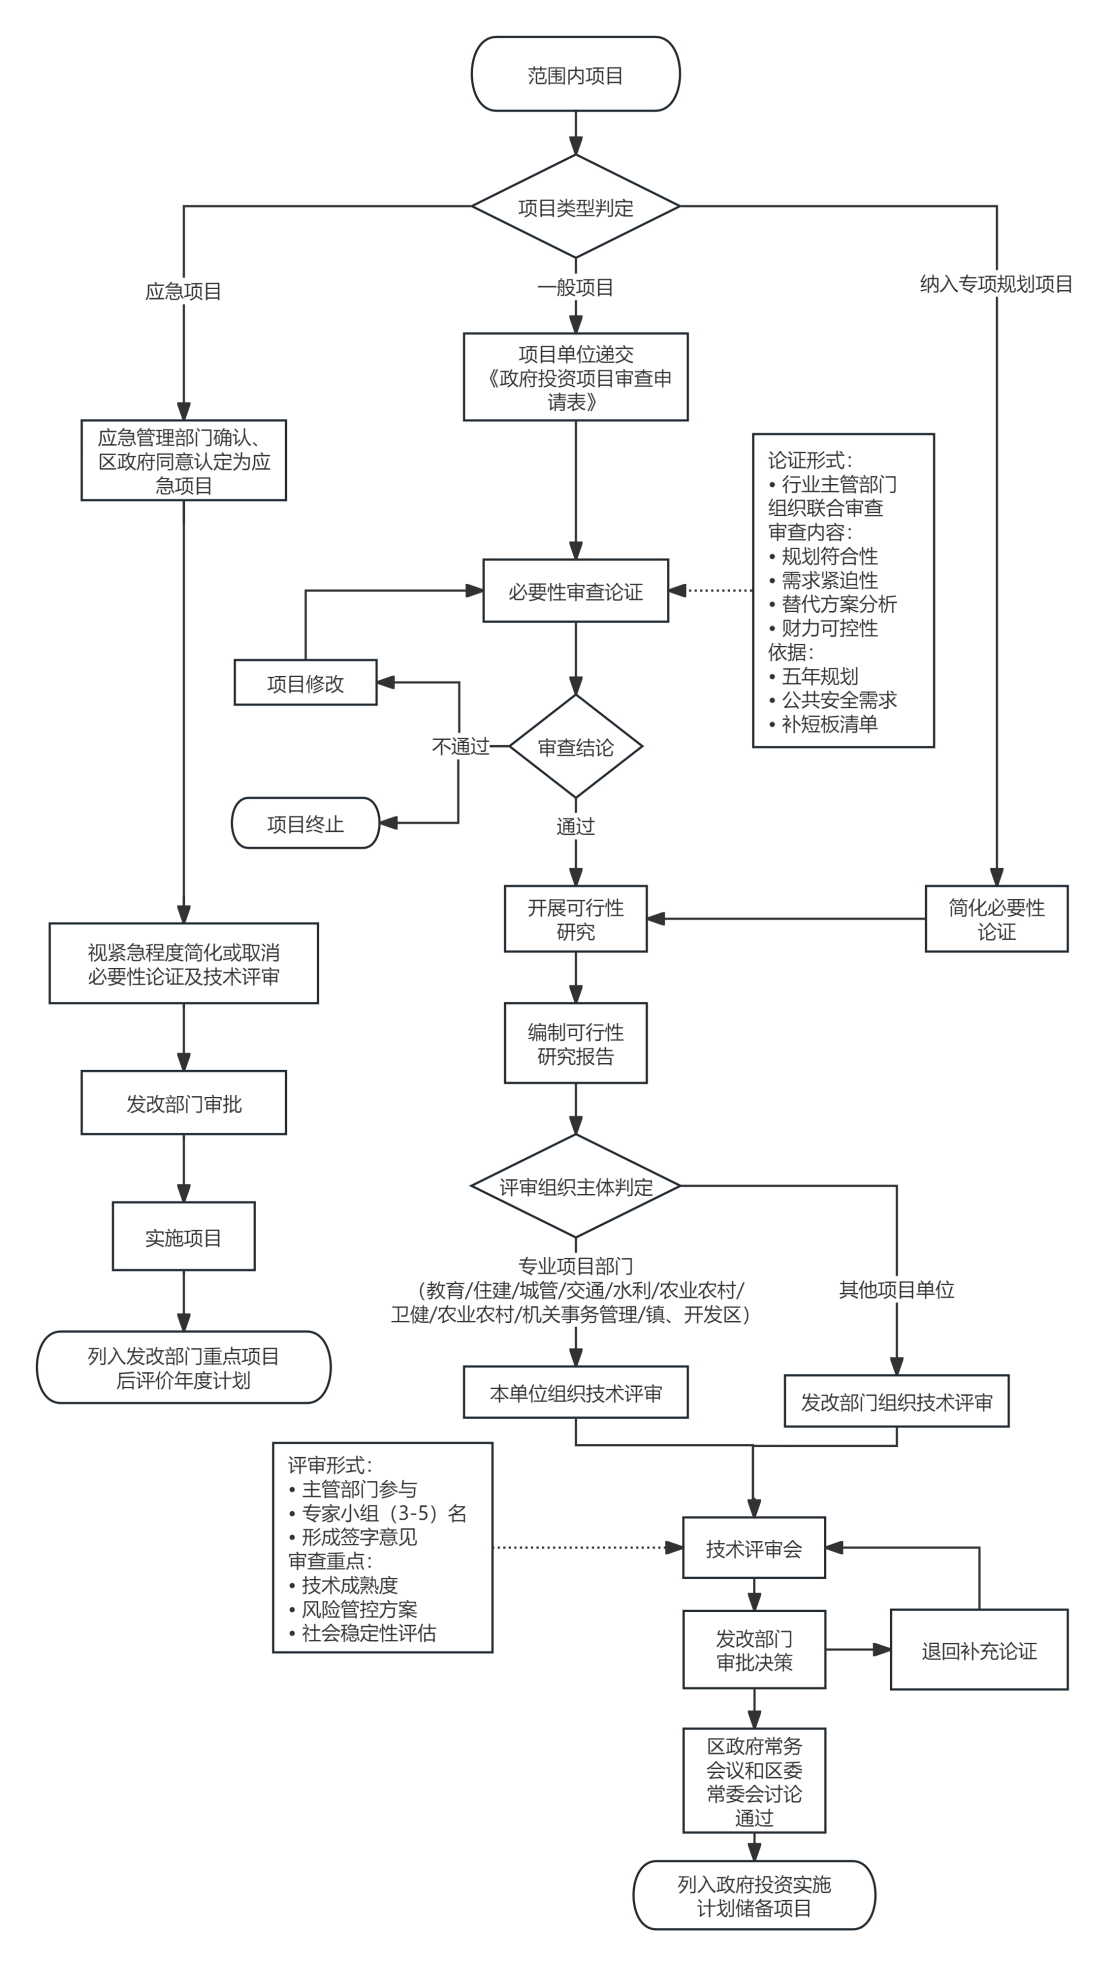 范围内项目
项目类型判定
应急项目
一般项目
纳入专项规划项目
项目单位递交
《政府投资项目审查申
请表》
应急管理部门确认、
区政府同意认定为应
急项目
论证形式：
• 行业主管部门
组织联合审查
审查内容：
• 规划符合性
• 需求紧迫性
• 替代方案分析
• 财力可控性
依据：
• 五年规划
• 公共安全需求
• 补短板清单
必要性审查论证
项目修改
不通过
审查结论
项目终止
通过
开展可行性
研究
简化必要性
论证
视紧急程度简化或取消
必要性论证及技术评审
编制可行性
研究报告
发改部门审批
评审组织主体判定
实施项目
专业项目部门
（教育/住建/城管/交通/水利/农业农村/
卫健/农业农村/机关事务管理/镇、开发区）
其他项目单位
列入发改部门重点项目
后评价年度计划
本单位组织技术评审
发改部门组织技术评审
评审形式：
• 主管部门参与
• 专家小组（3-5）名
• 形成签字意见
审查重点：
• 技术成熟度
• 风险管控方案
• 社会稳定性评估
技术评审会
发改部门
审批决策
退回补充论证
区政府常务
会议和区委
常委会讨论
通过
列入政府投资实施
计划储备项目